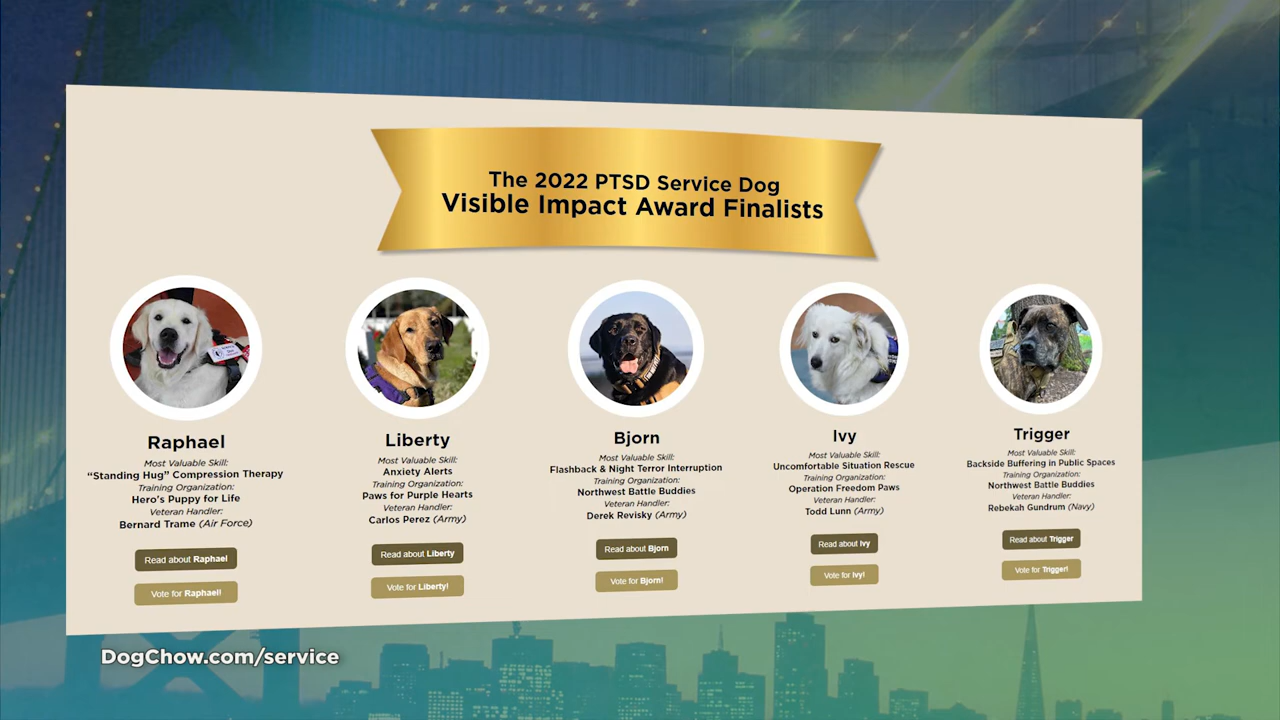 The 2022 PTSD Service Dog
Visible Impact Award Finalists
Raphael
Most Valuable Skill:
“Standing Hug” Compression Therapy
Training Organization:
Hero's Puppy for Life
Veteran Handler:
Bernard Trame (Air Force)
Read about Raphael
Vote for Raphael!
Liberty
Most Valuable Skill:
Anxiety Alerts
Training Organization:
Paws for Purple Hearts
Veteran Handler:
Carlos Perez (Army)
Read about Liberty
Vote for Liberty!
Bjorn
Most Valuable Skill:
Flashback & Night Terror Interruption
Training Organization:
Northwest Battle Buddies
Veteran Handler:
Derek Revisky (Army)
Read about Bjorn
Vote for Bjorn!
Ivy
Most Valuable Skill:
Uncomfortable Situation Rescue
Training Organization:
Operation Freedom Paws
Veteran Handler:
Todd Lunn (Army)
Read about Ivy
Vote for Ivy!
Trigger
Most Valuable Skill:
Backside Buffering in Public Spaces
Training Organization:
Northwest Battle Buddies
Veteran Handler:
Rebekah Gundrum (Navy)
Read about Trigger
Vote for Trigger!
DogChow.com/service